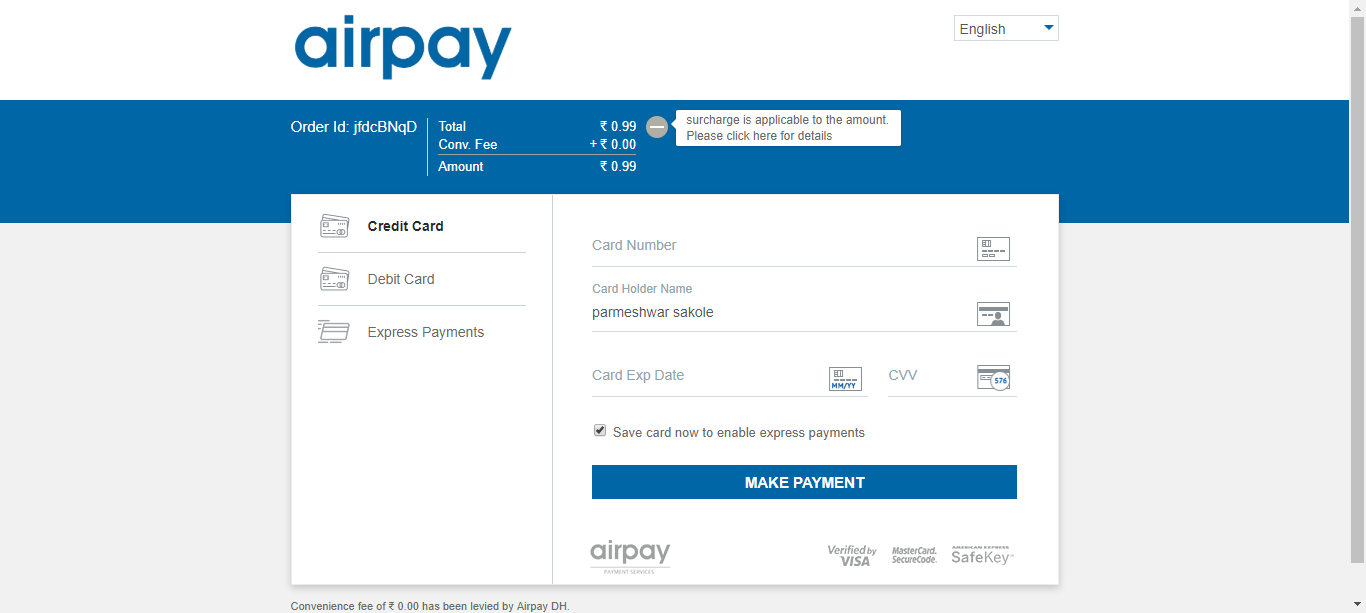 airpay
English
Order Id: jfdcBNqD
Total ₹ 0.99
Conv. Fee + ₹ 0.00
Amount ₹ 0.99
surcharge is applicable to the amount.
Please click here for details
Credit Card
Debit Card
Express Payments
Card Number
Card Holder Name
parmeshwar sakole
Card Exp Date
MM/YY
CVV
576
Save card now to enable express payments
MAKE PAYMENT
airpay
PAYMENT SERVICES
Verified by
VISA
MasterCard.
SecureCode.
AMERICAN EXPRESS
SafeKey
Convenience fee of ₹ 0.00 has been levied by Airpay DH.